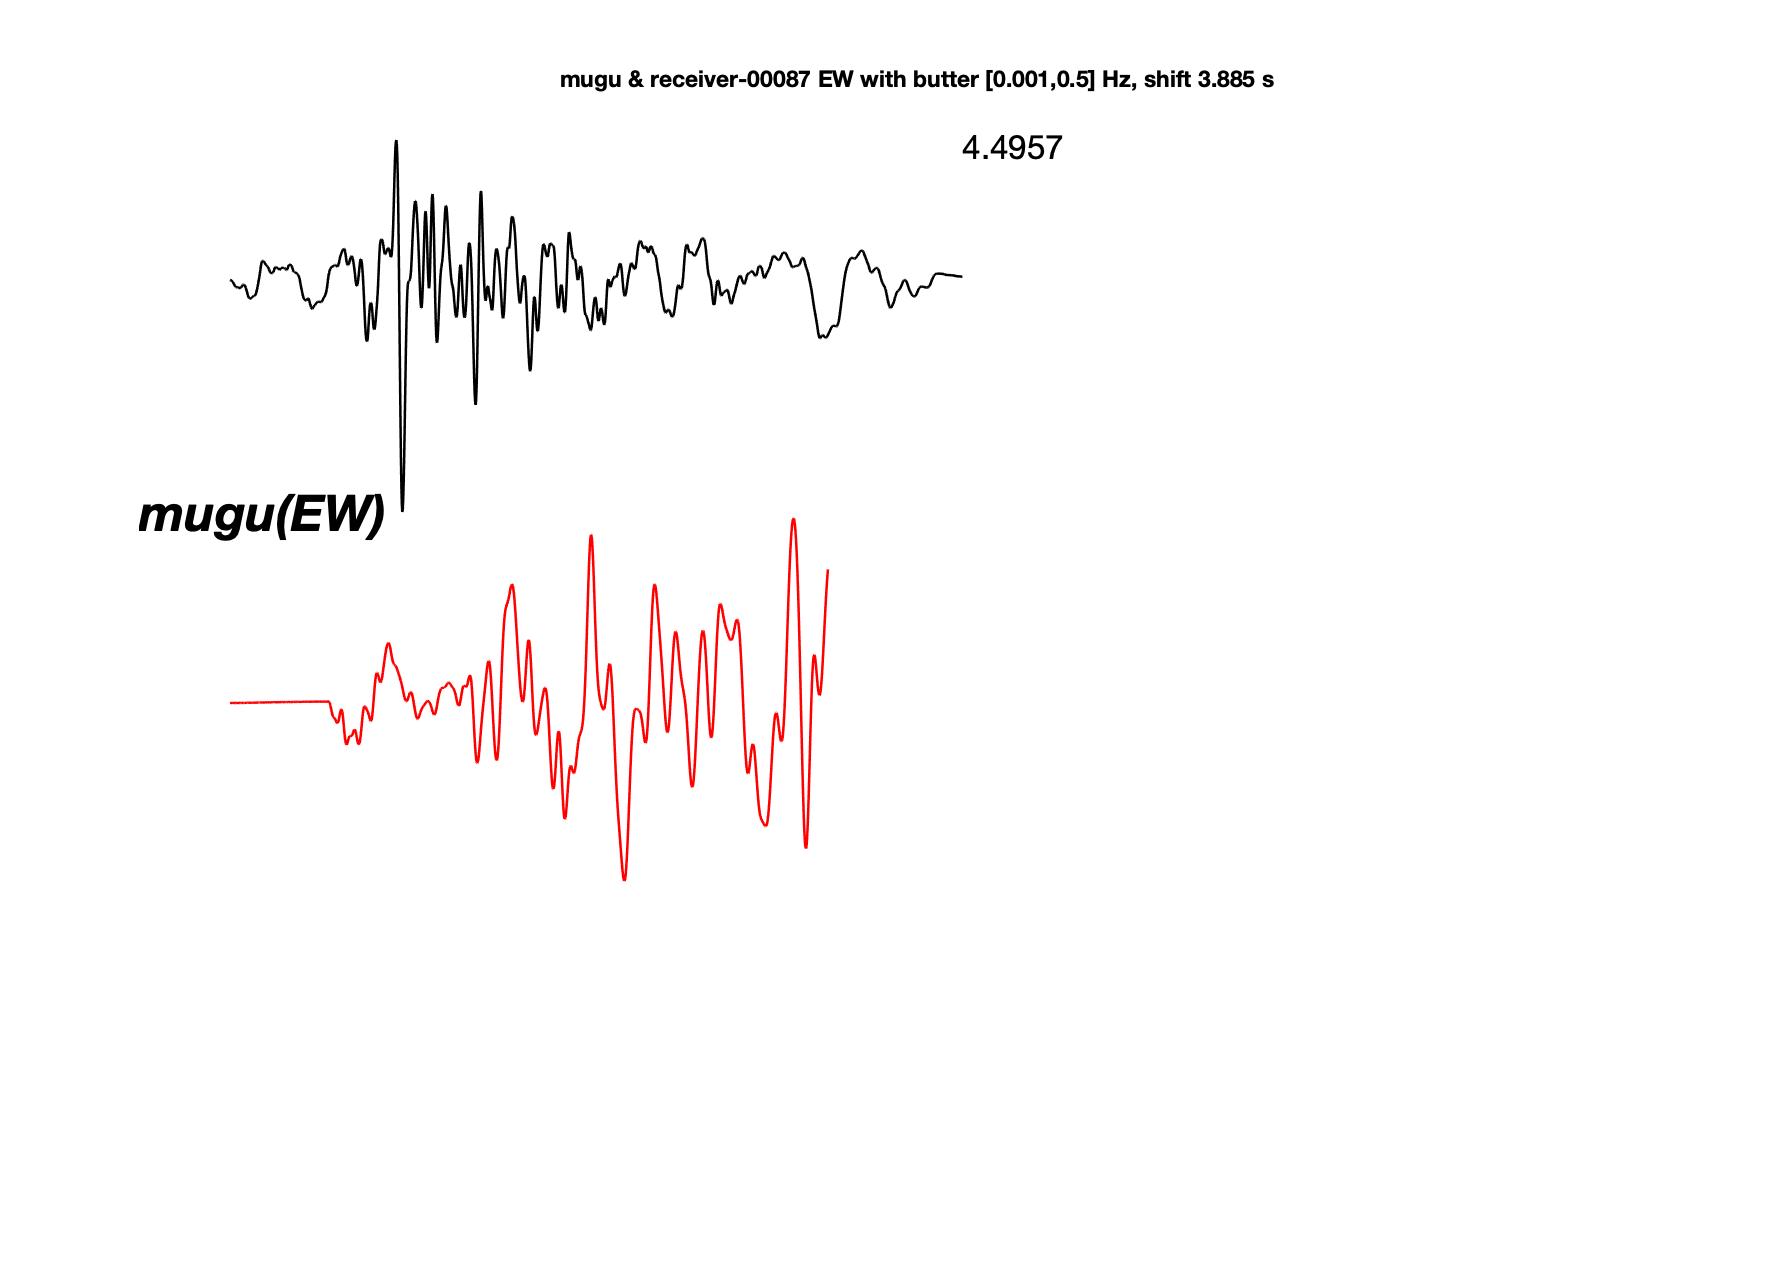 mugu & receiver-00087 EW with butter [0.001,0.5] Hz, shift 3.885 s
4.4957
mugu(EW)